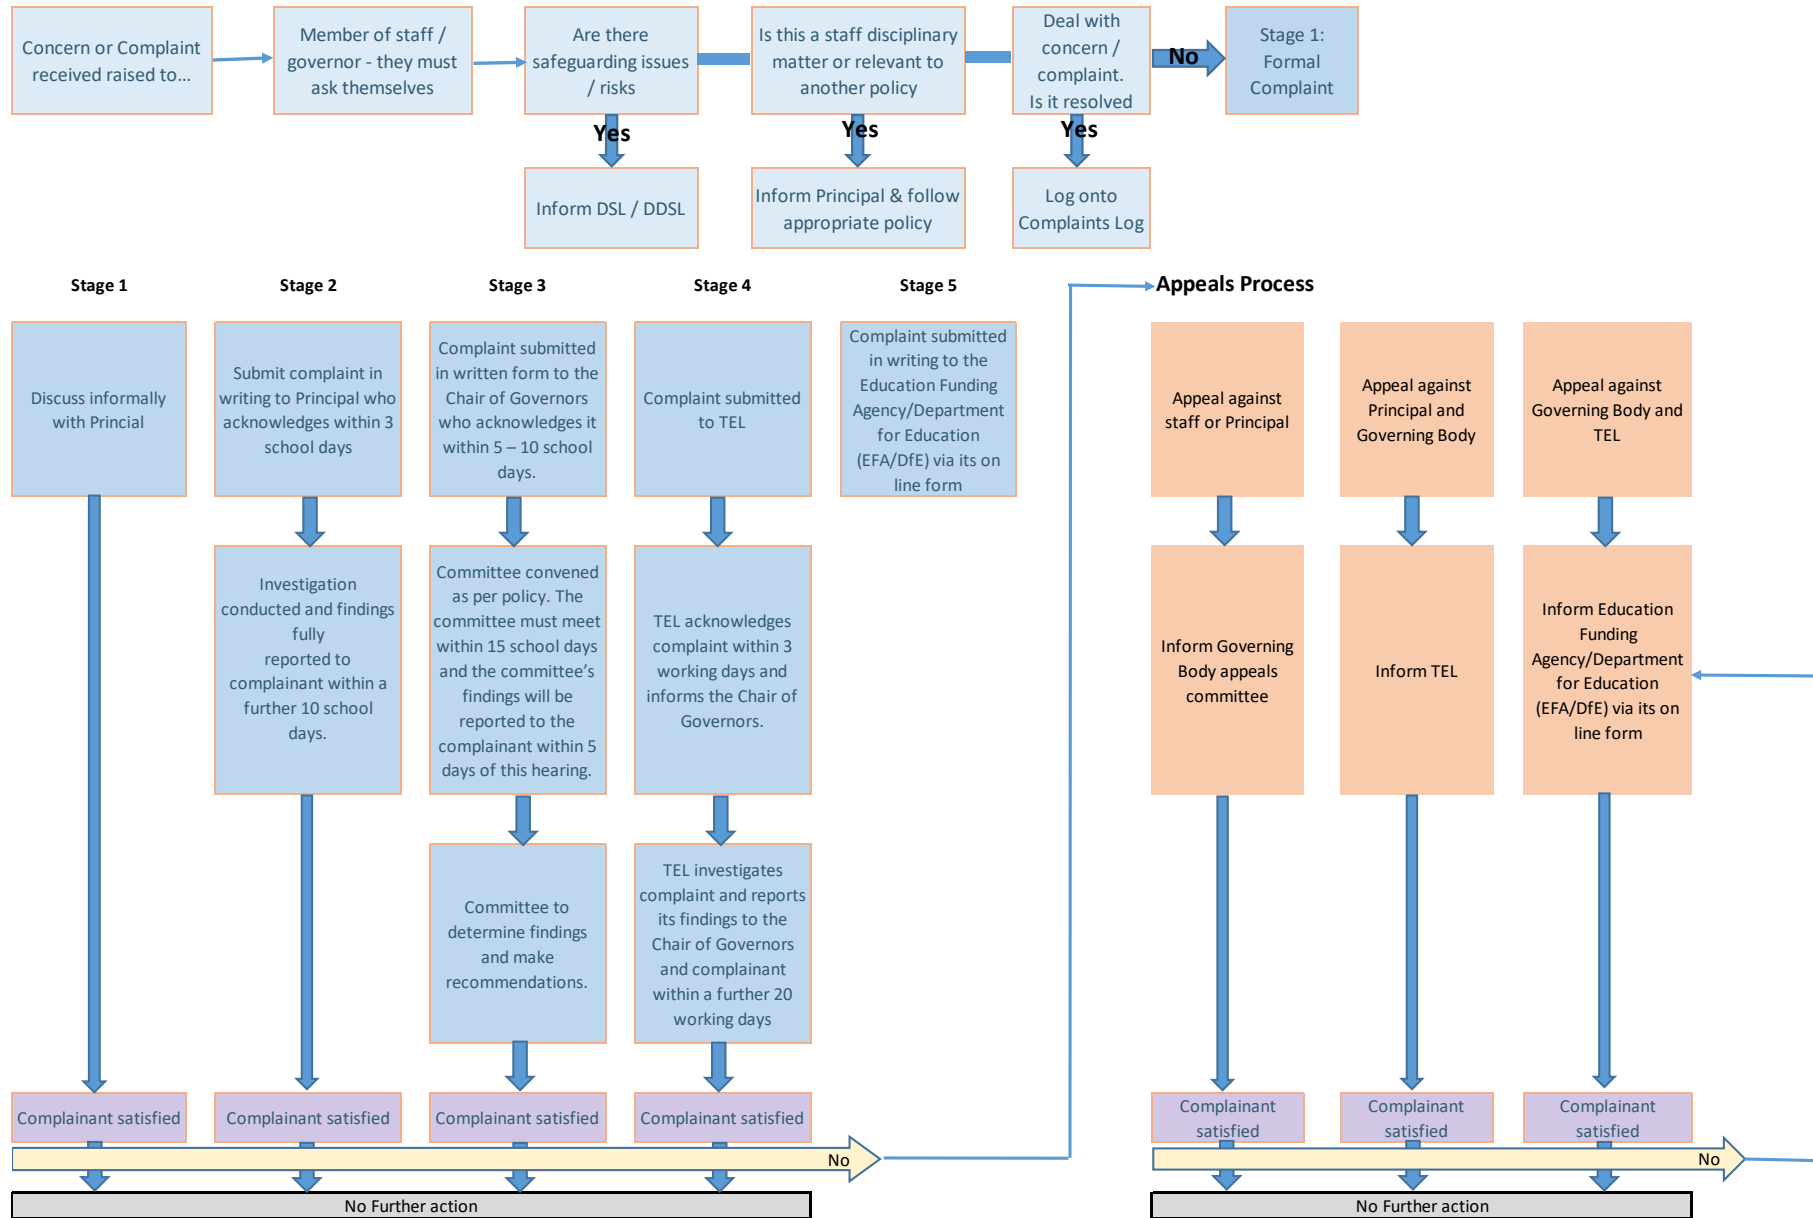 Concern or Complaint
received raised to...
Member of staff /
governor - they must
ask themselves
Are there
safeguarding issues
/ risks
Is this a staff disciplinary
matter or relevant to
another policy
Deal with
concern /
complaint.
Is it resolved
No
Stage 1:
Formal
Complaint
Yes
Yes
Yes
Inform DSL / DDSL
Inform Principal & follow
appropriate policy
Log onto
Complaints Log
Stage 1
Stage 2
Stage 3
Stage 4
Stage 5
Appeals Process
Discuss informally
with Princial
Submit complaint in
writing to Principal who
acknowledges within 3
school days
Complaint submitted
in written form to the
Chair of Governors
who acknowledges it
within 5 – 10 school
days.
Complaint submitted
to TEL
Complaint submitted
in writing to the
Education Funding
Agency/Department
for Education
(EFA/DfE) via its on
line form
Appeal against
staff or Principal
Appeal against
Principal and
Governing Body
Appeal against
Governing Body and
TEL
Investigation
conducted and findings
fully
reported to
complainant within a
further 10 school
days.
Committee convened
as per policy. The
committee must meet
within 15 school days
and the committee's
findings will be
reported to the
complainant within 5
days of this hearing.
TEL acknowledges
complaint within 3
working days and
informs the Chair of
Governors.
Inform Governing
Body appeals
committee
Inform TEL
Inform Education
Funding
Agency/Department
for Education
(EFA/DfE) via its on
line form
Committee to
determine findings
and make
recommendations.
TEL investigates
complaint and reports
its findings to the
Chair of Governors
and complainant
within a further 20
working days
Complainant satisfied
Complainant satisfied
Complainant satisfied
Complainant satisfied
Complainant
satisfied
Complainant
satisfied
Complainant
satisfied
No
No
No Further action
No Further action